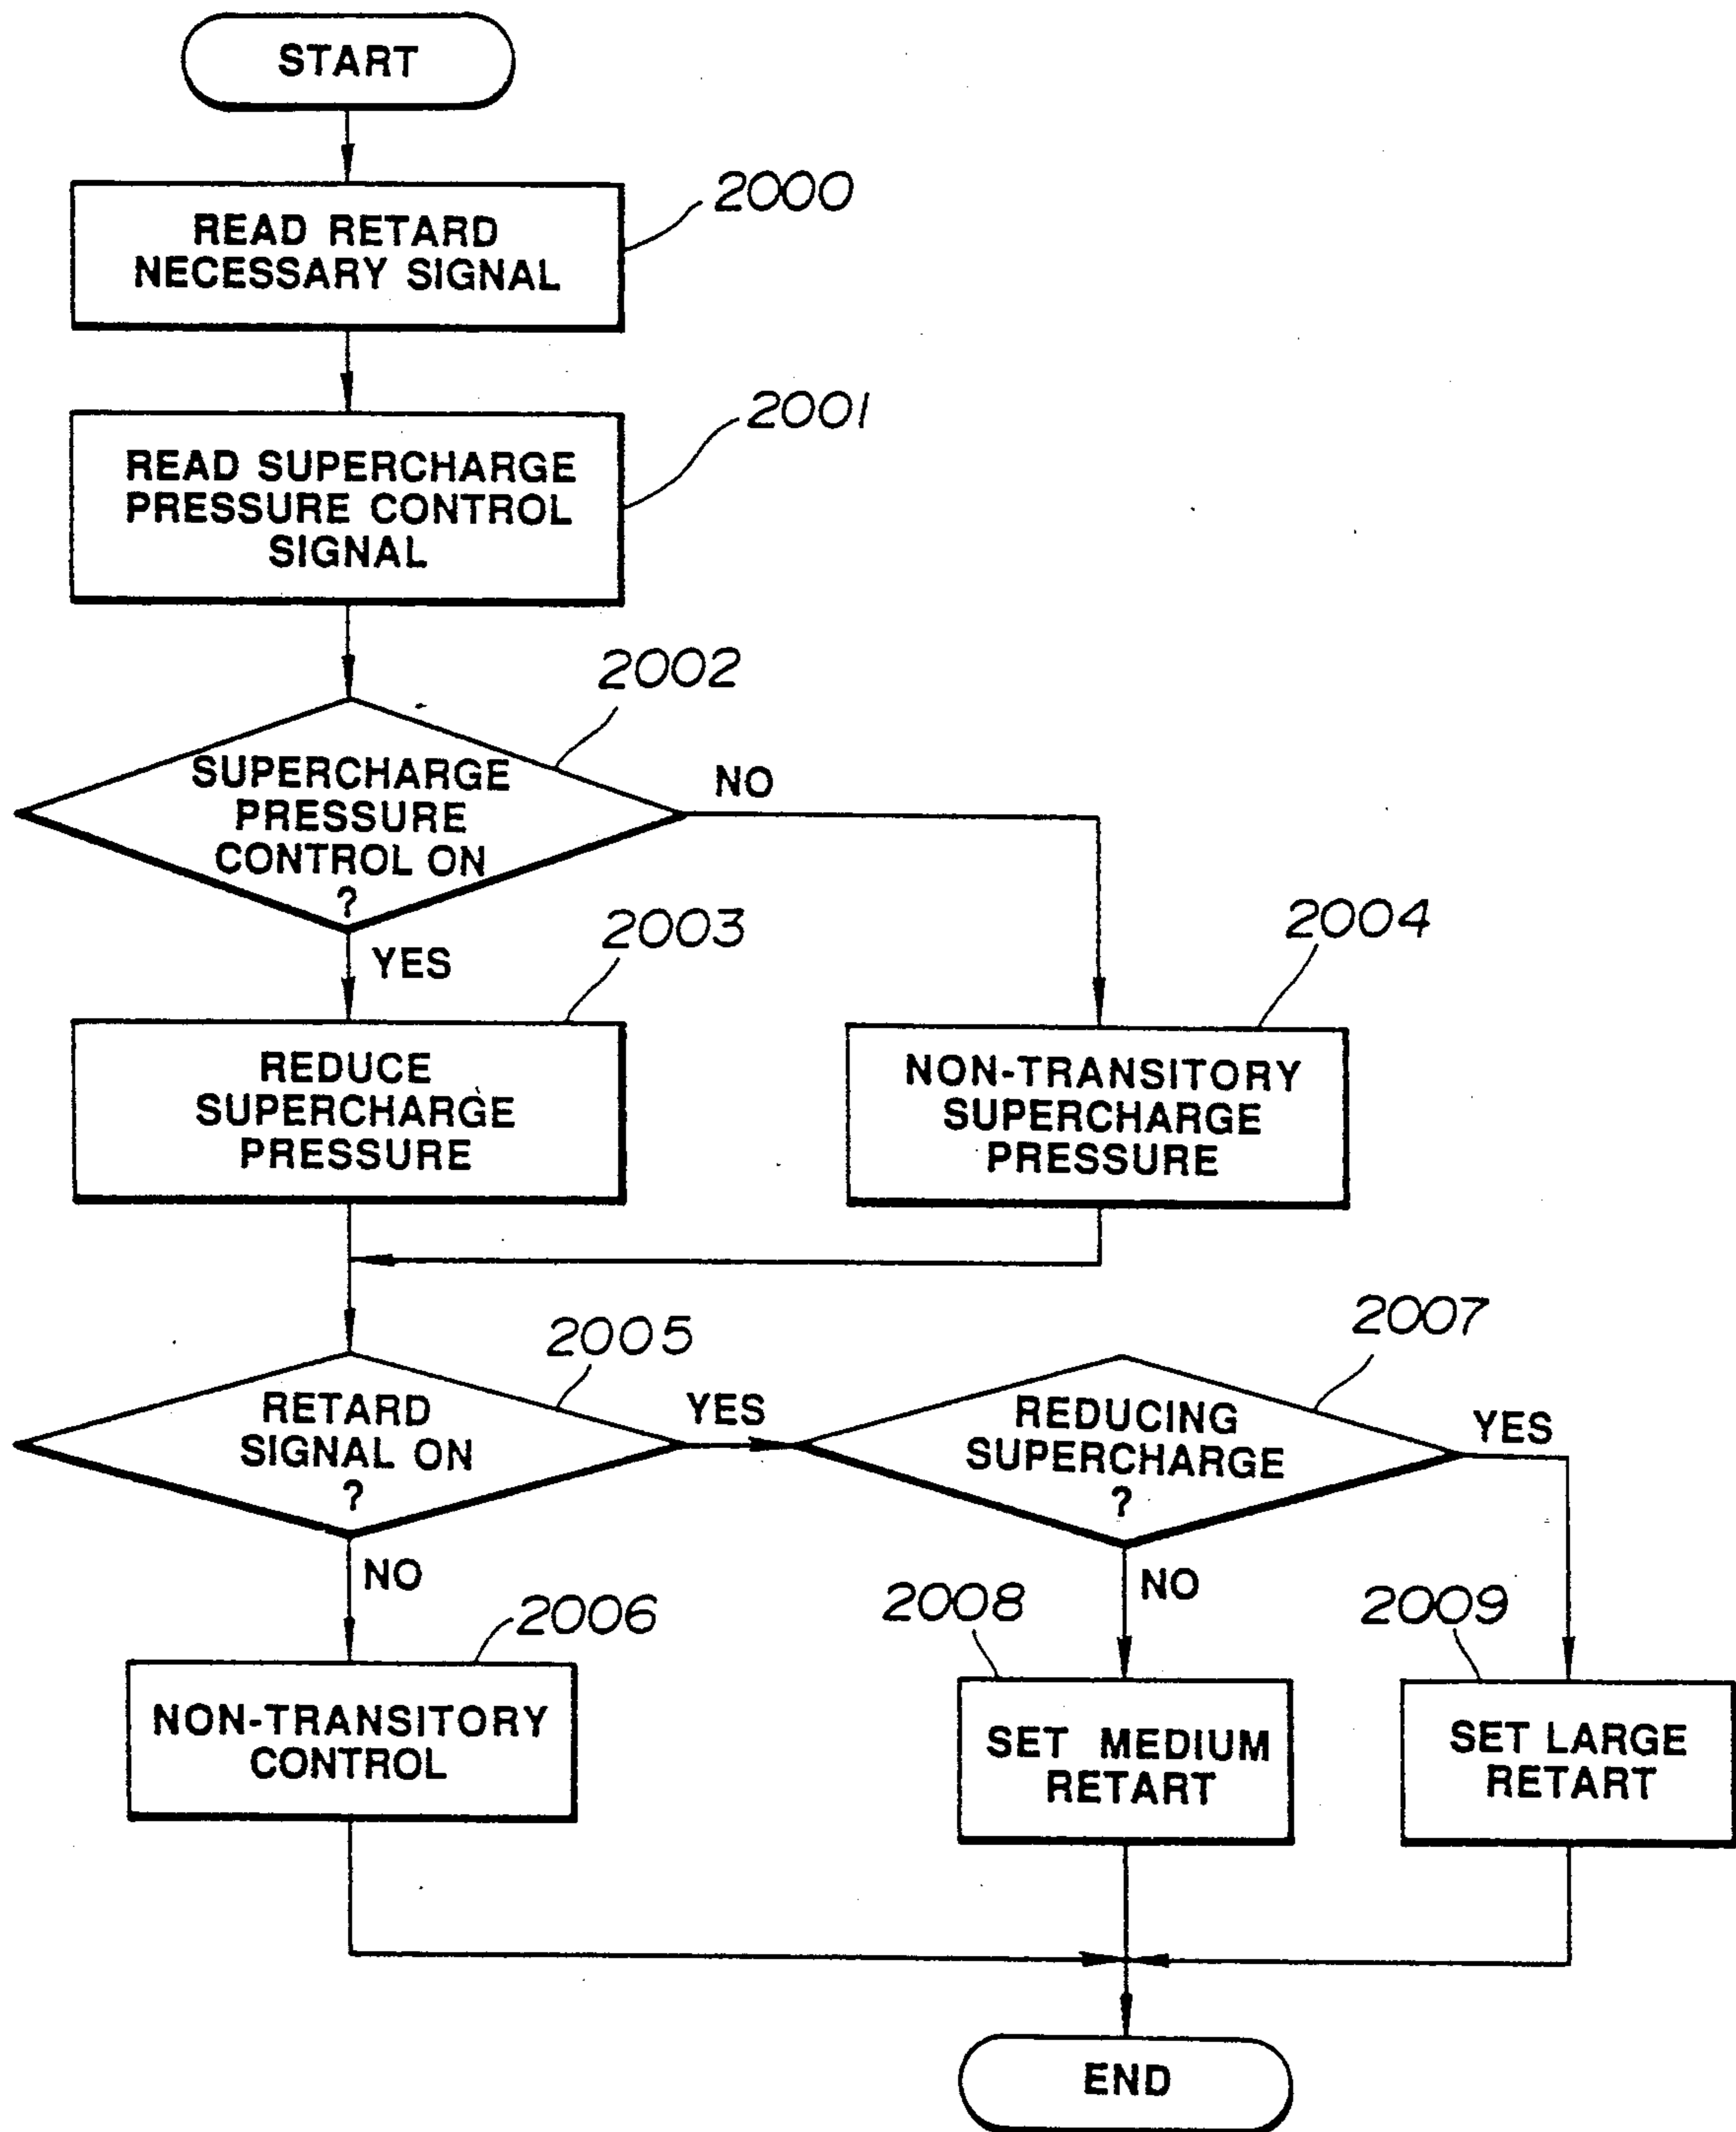 START
2000
READ RETARD
NECESSARY SIGNAL
2001
READ SUPERCHARGE
PRESSURE CONTROL
SIGNAL
2002
SUPERCHARGE
PRESSURE
CONTROL ON
?
NO
YES
2003
2004
REDUCE
SUPERCHARGE
PRESSURE
NON-TRANSITORY
SUPERCHARGE
PRESSURE
2005
2007
RETARD
SIGNAL ON
?
YES
REDUCING
SUPERCHARGE
?
YES
NO
NO
2006
2008
2009
NON-TRANSITORY
CONTROL
SET MEDIUM
RETART
SET LARGE
RETART
END